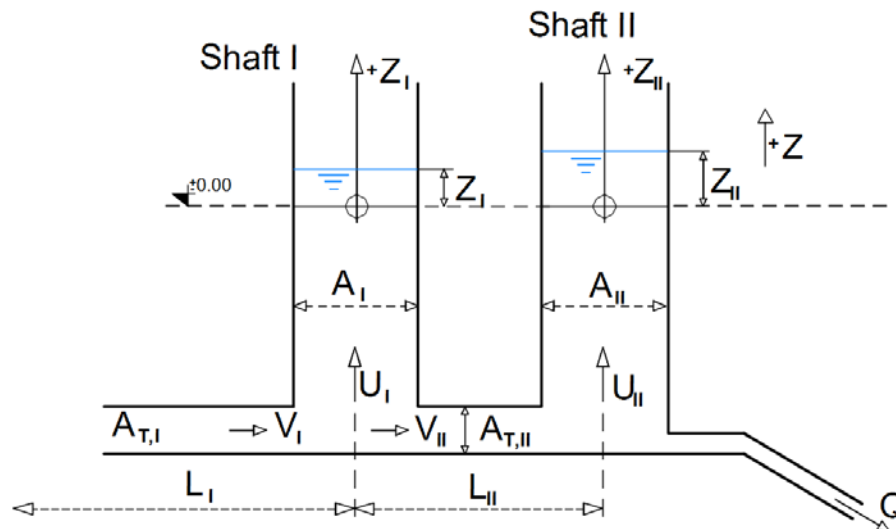 Shaft I
Shaft II
+Z_I
+Z_II
+Z
±0.00
Z_I
Z_II
A_I
A_II
U_I
U_II
A_T,I
V_I
V_II
A_T,II
L_I
L_II